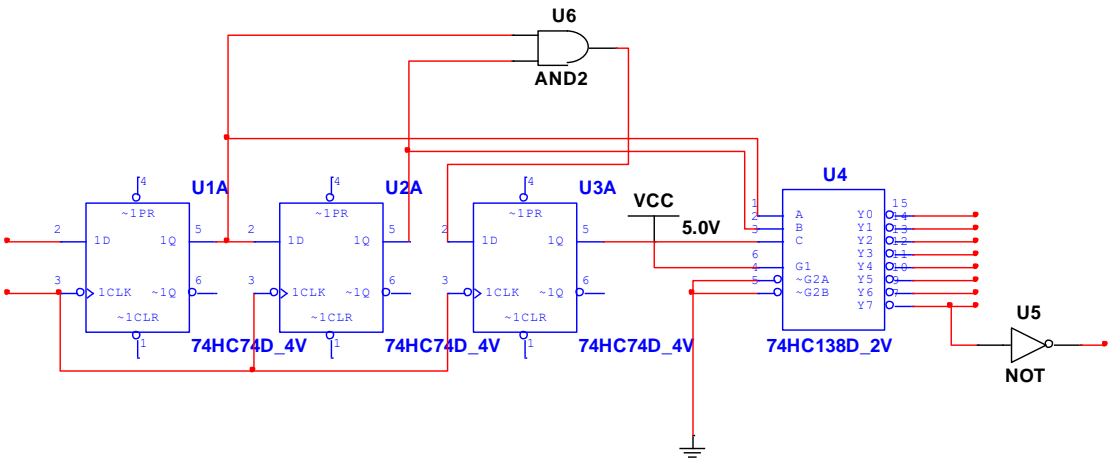 U6
AND2
U1A
U2A
U3A
VCC
5.0V
U4
4
~1PR
2
1D
1Q
5
3
1CLK
~1Q
6
~1CLR
1
74HC74D_4V
4
~1PR
2
1D
1Q
5
3
1CLK
~1Q
6
~1CLR
1
74HC74D_4V
4
~1PR
2
1D
1Q
5
3
1CLK
~1Q
6
~1CLR
1
74HC74D_4V
1
2
3
6
4
5
A
B
C
G1
~G2A
~G2B
Y0
Y1
Y2
Y3
Y4
Y5
Y6
Y7
15
14
13
12
11
10
9
7
74HC138D_2V
U5
NOT